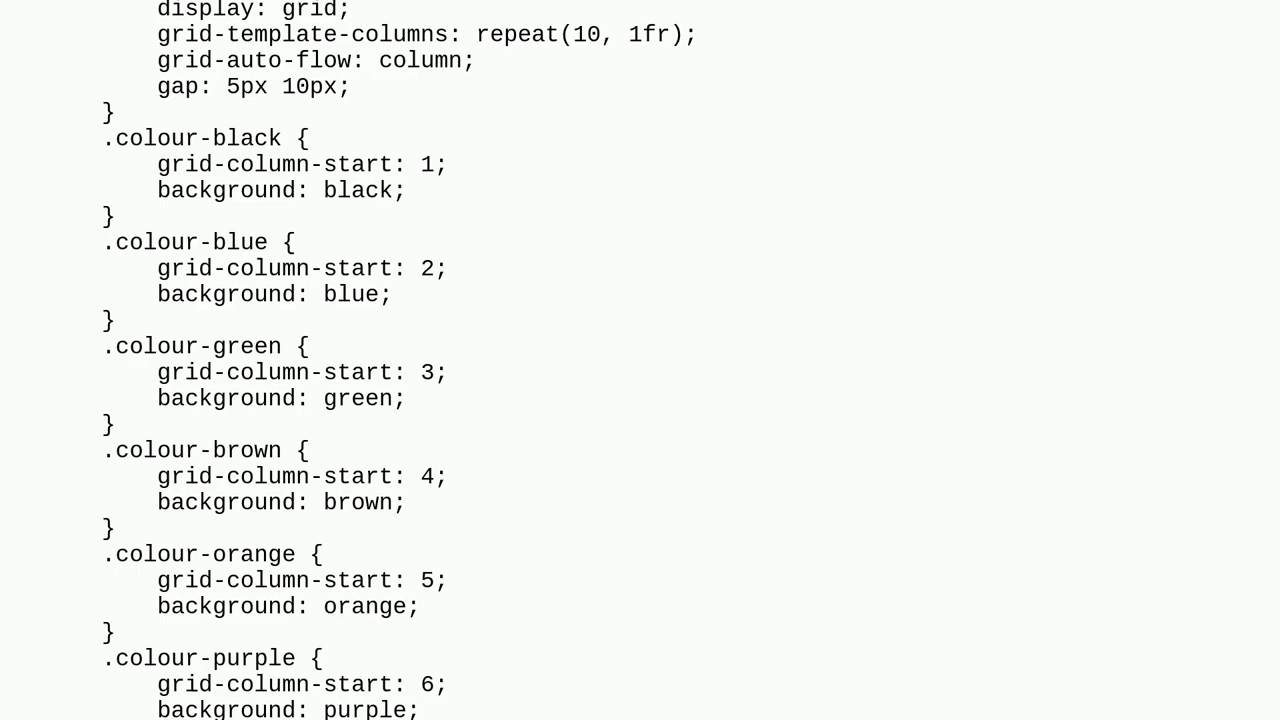 display: grid;
grid-template-columns: repeat(10, 1fr);
grid-auto-flow: column;
gap: 5px 10px;
}
.colour-black {
grid-column-start: 1;
background: black;
}
.colour-blue {
grid-column-start: 2;
background: blue;
}
.colour-green {
grid-column-start: 3;
background: green;
}
.colour-brown {
grid-column-start: 4;
background: brown;
}
.colour-orange {
grid-column-start: 5;
background: orange;
}
.colour-purple {
grid-column-start: 6;
background: purple;